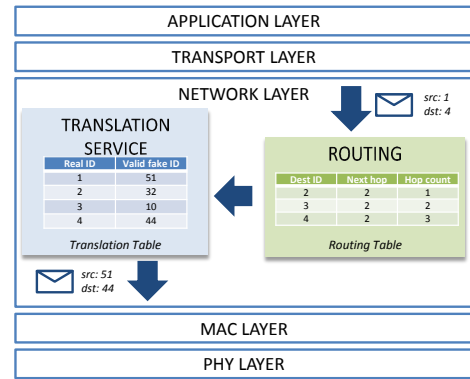 APPLICATION LAYER
TRANSPORT LAYER
NETWORK LAYER
src: 1
dst: 4
TRANSLATION
SERVICE
Real ID Valid fake ID
1 51
2 32
3 10
4 44
Translation Table
ROUTING
Dest ID Next hop Hop count
2 2 1
3 2 2
4 2 3
Routing Table
src: 51
dst: 44
MAC LAYER
PHY LAYER